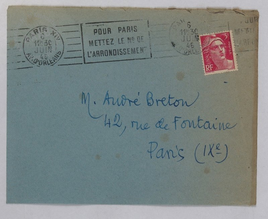 POUR PARIS
METTEZ LE Nº DE
L'ARRONDISSEMENT
M. André Breton
42, rue de Fontaine
Paris (IXe)